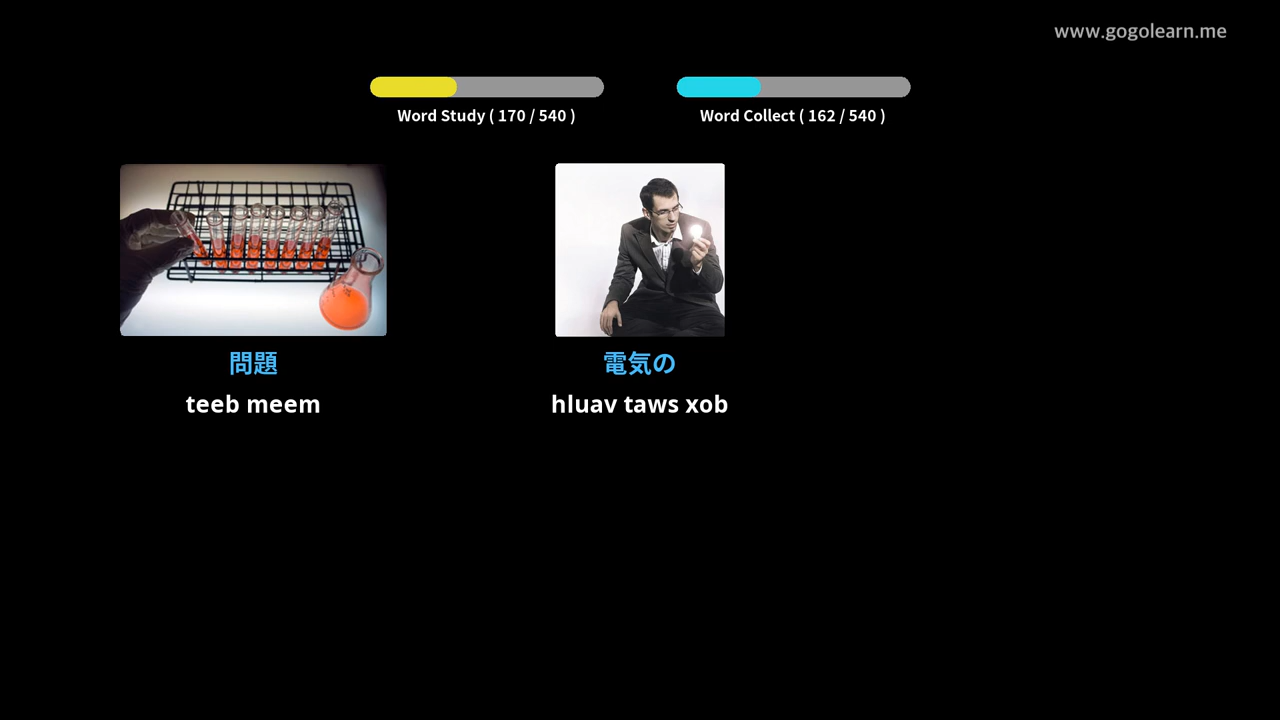 www.gogolearn.me
Word Study ( 170 / 540 )
Word Collect ( 162 / 540 )
問題
teeb meem
電気の
hluav taws xob